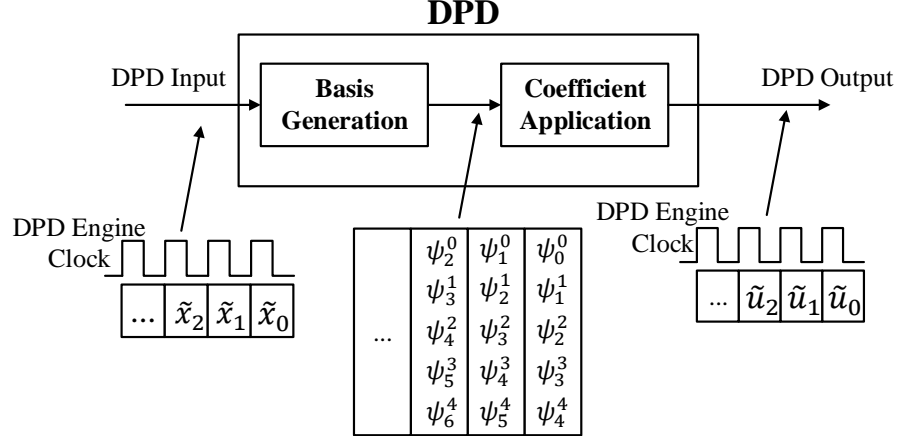 DPD
DPD Input
Basis
Generation
Coefficient
Application
DPD Output
DPD Engine
Clock
... x̃₂ x̃₁ x̃₀
... ψ₂⁰ ψ₁⁰ ψ₀⁰
ψ₃¹ ψ₂¹ ψ₁¹
ψ₄² ψ₃² ψ₂²
ψ₅³ ψ₄³ ψ₃³
ψ₆⁴ ψ₅⁴ ψ₄⁴
DPD Engine
Clock
... ũ₂ ũ₁ ũ₀